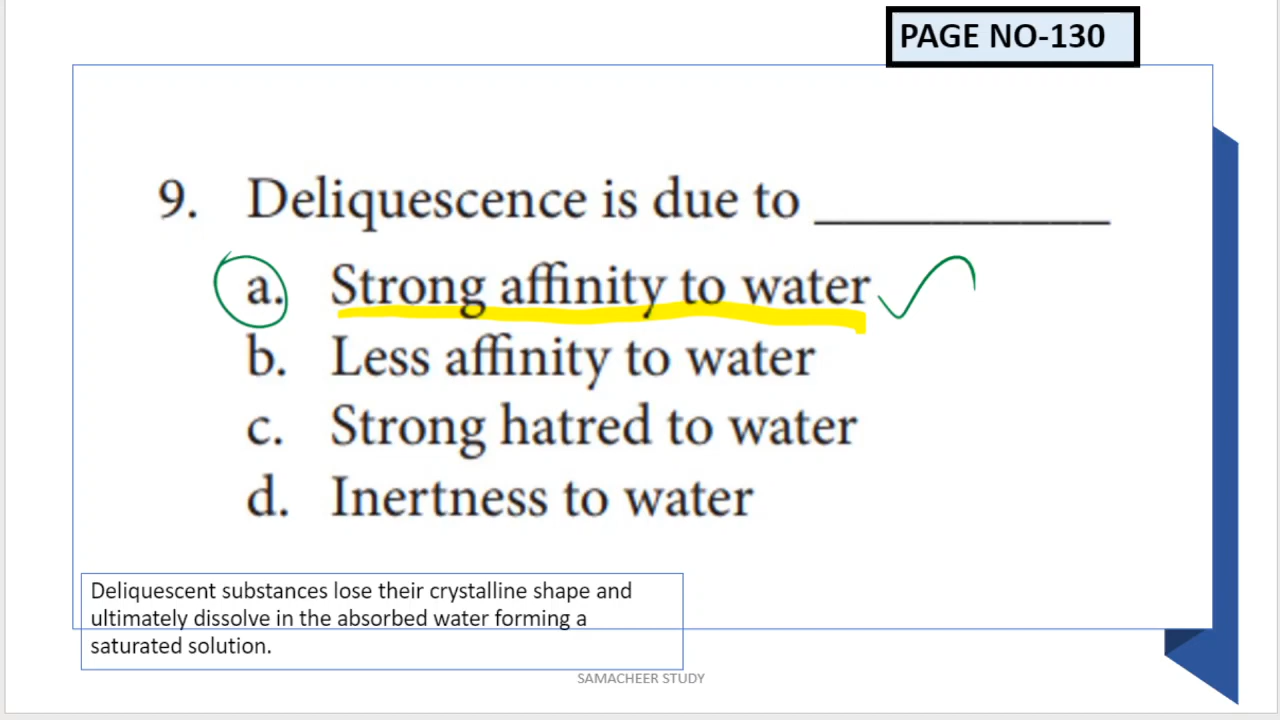 PAGE NO-130
9. Deliquescence is due to ___________
a. Strong affinity to water
b. Less affinity to water
c. Strong hatred to water
d. Inertness to water
Deliquescent substances lose their crystalline shape and
ultimately dissolve in the absorbed water forming a
saturated solution.
SAMACHEER STUDY